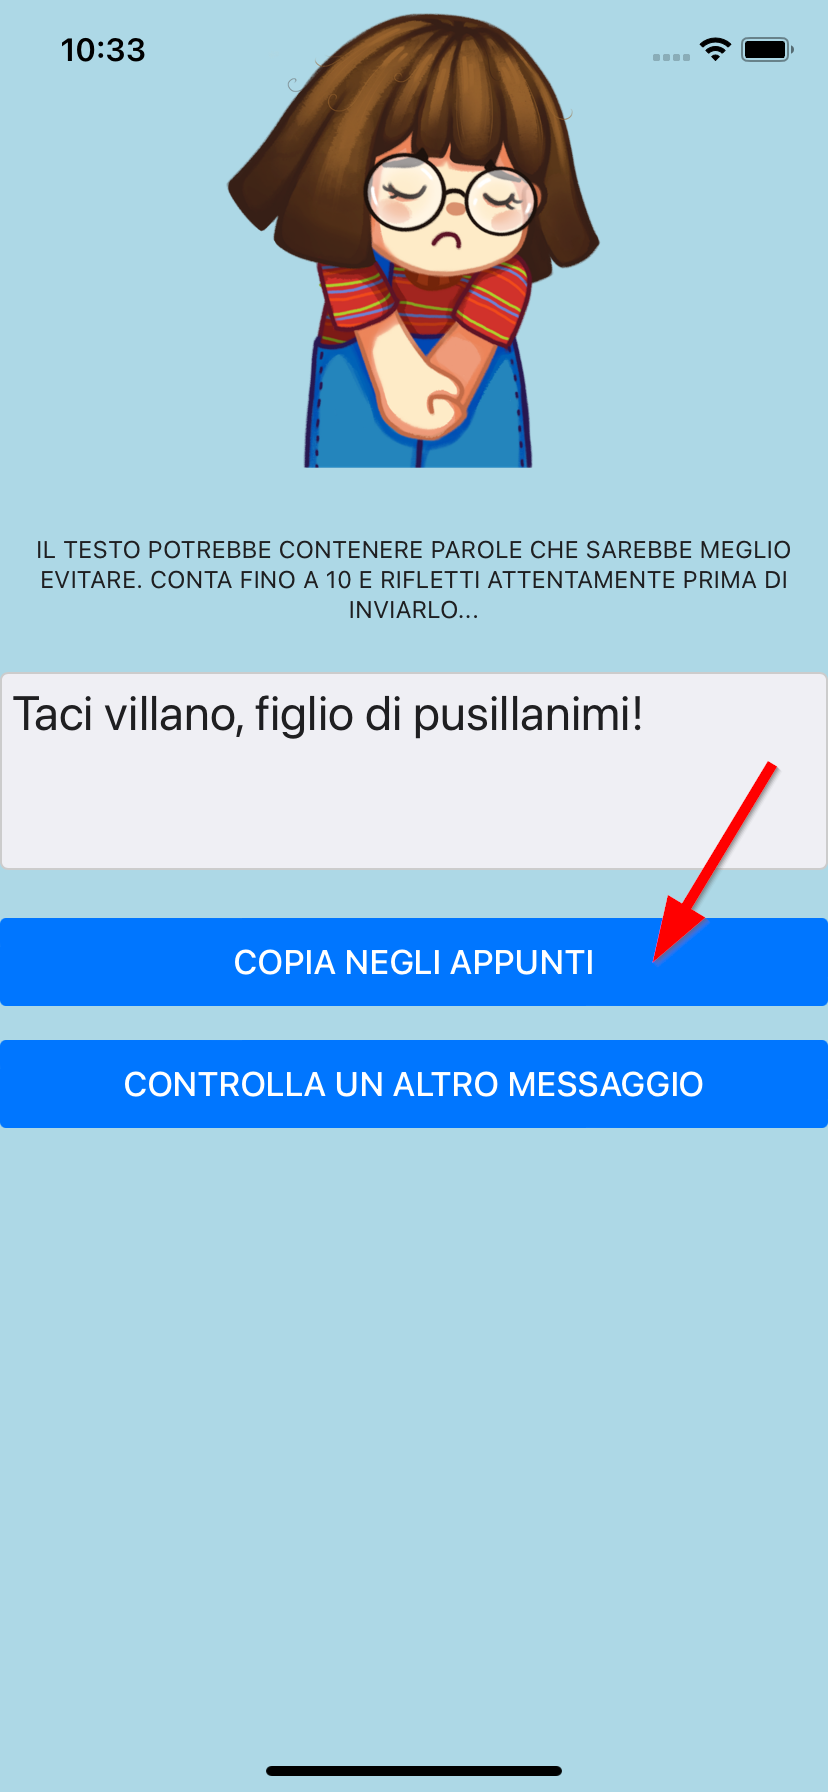 10:33
IL TESTO POTREBBE CONTENERE PAROLE CHE SAREBBE MEGLIO
EVITARE. CONTA FINO A 10 E RIFLETTI ATTENTAMENTE PRIMA DI
INVIARLO...
Taci villano, figlio di pusillanimi!
COPIA NEGLI APPUNTI
CONTROLLA UN ALTRO MESSAGGIO